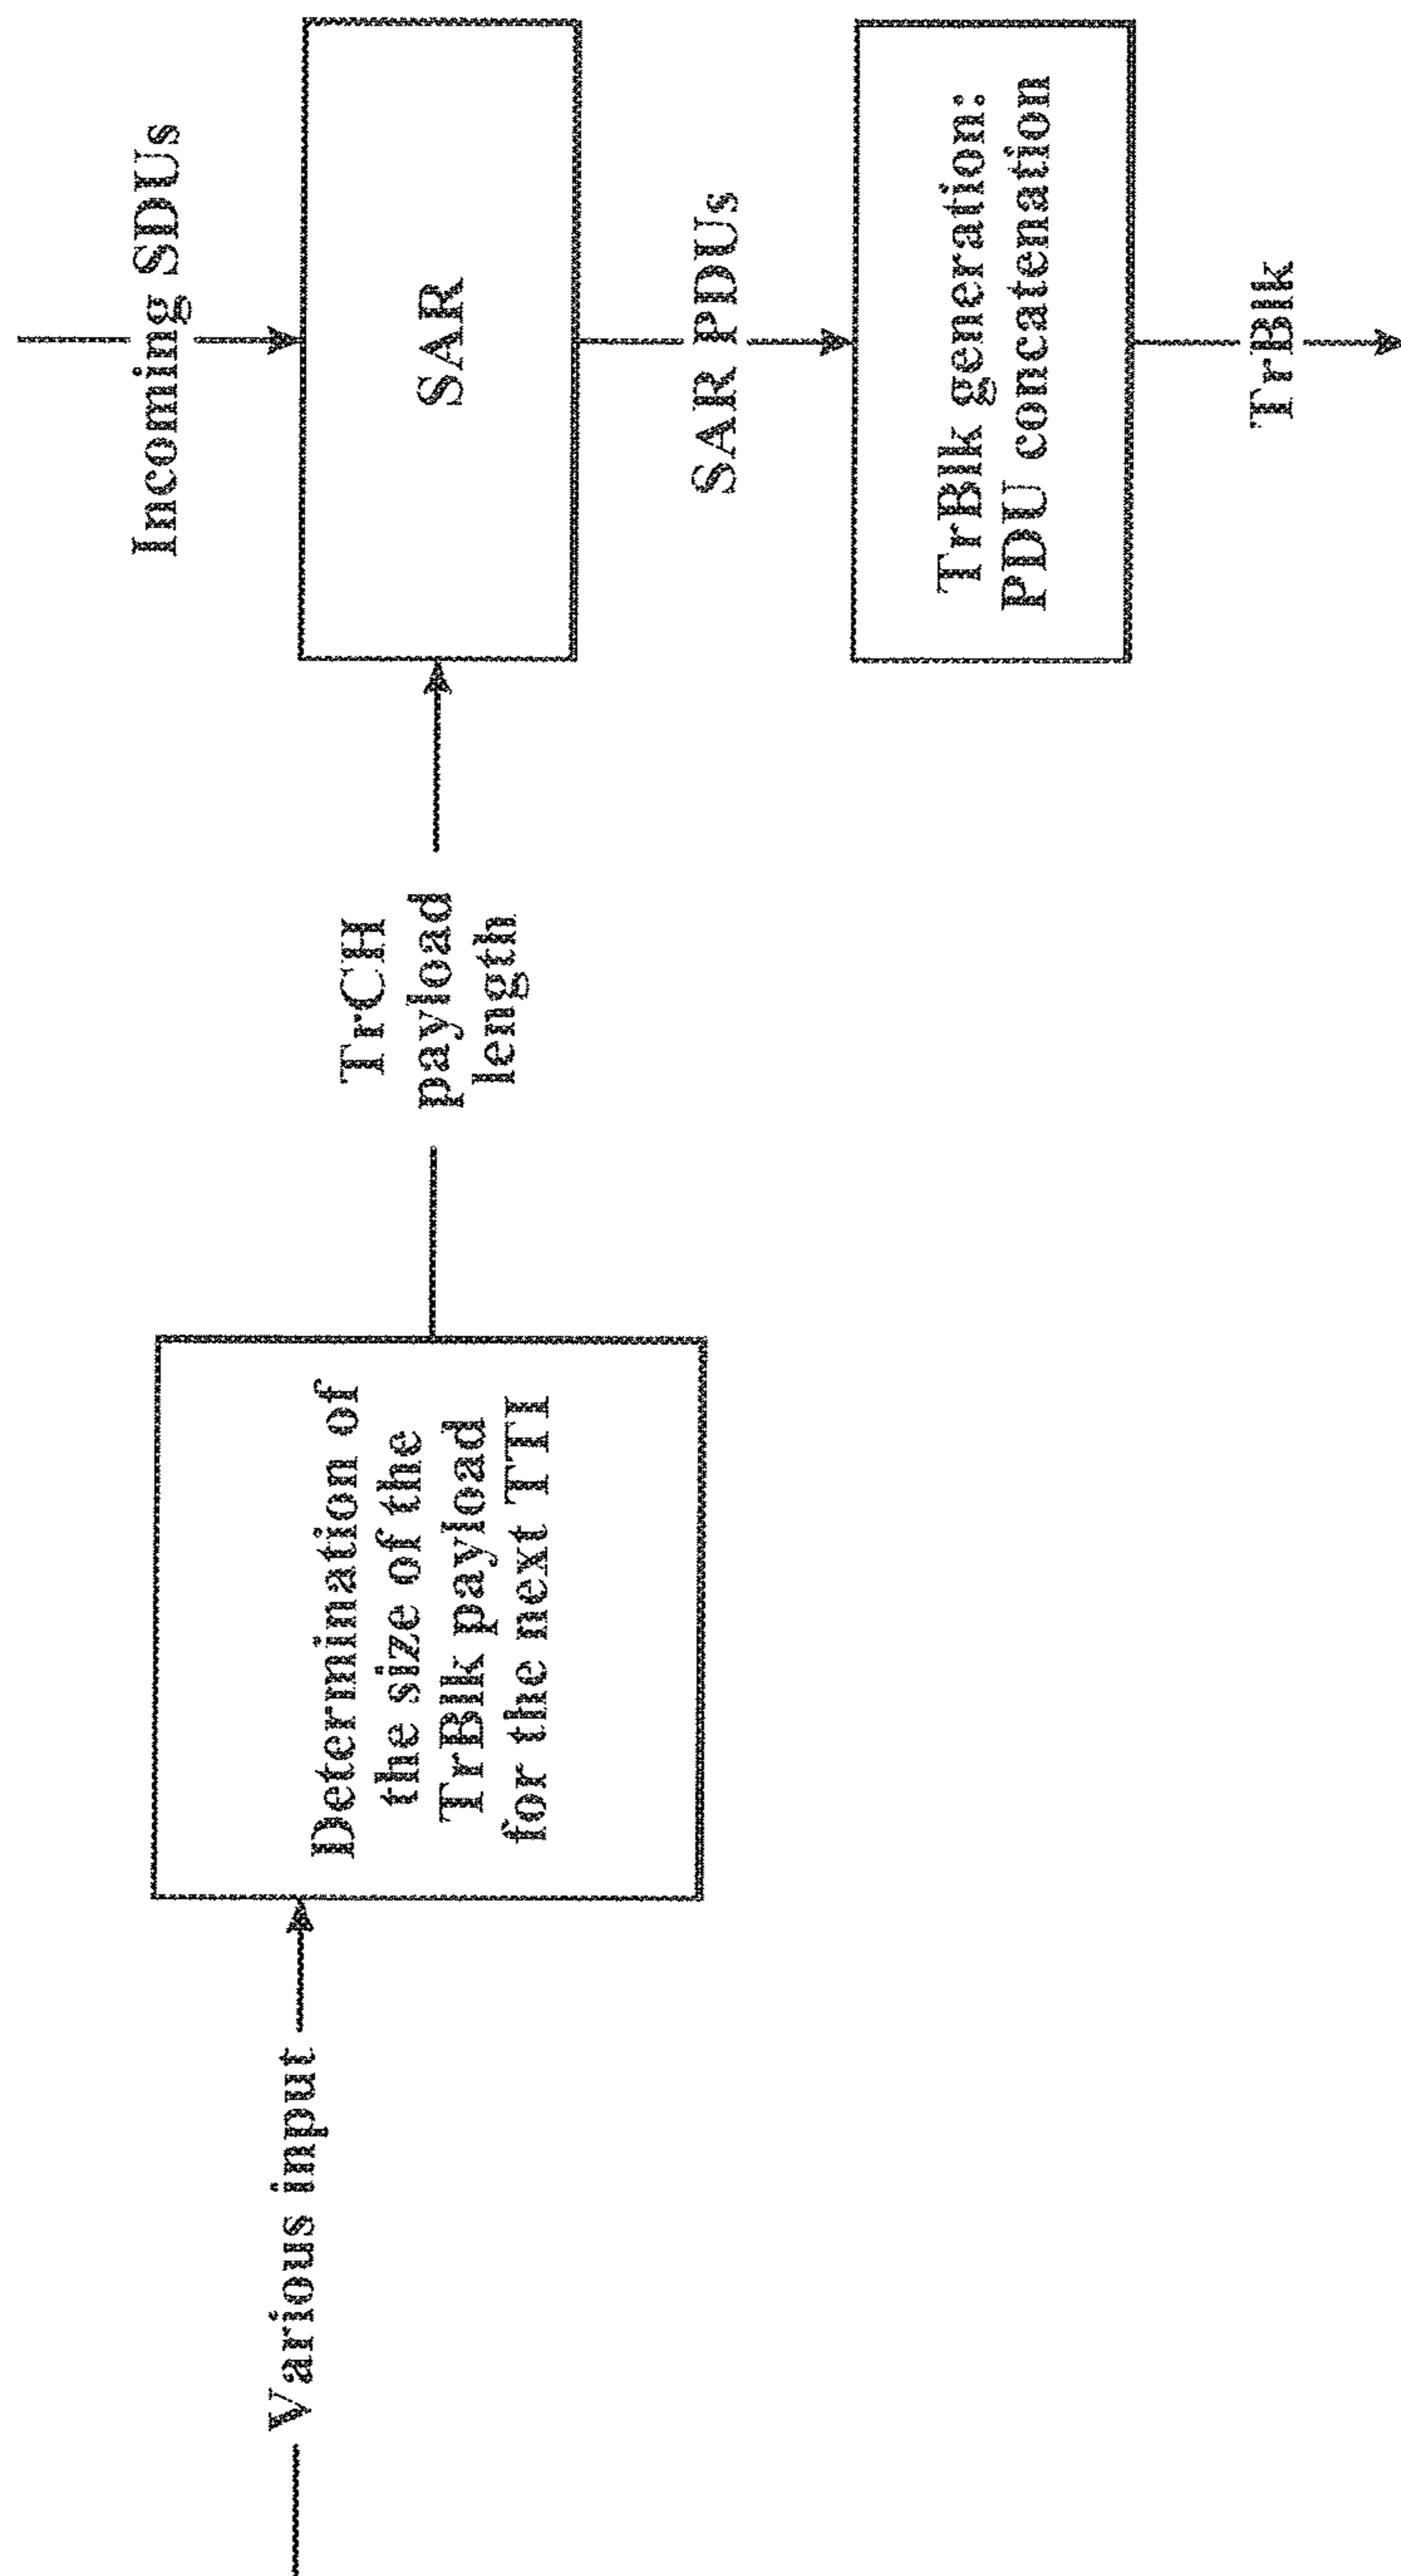 Various input
Determination of
the size of the
TrBlk payload
for the next TTI
TrCH
payload
length
Incoming SDUs
SAR
SAR PDUs
TrBlk generation:
PDU concatenation
TrBlk